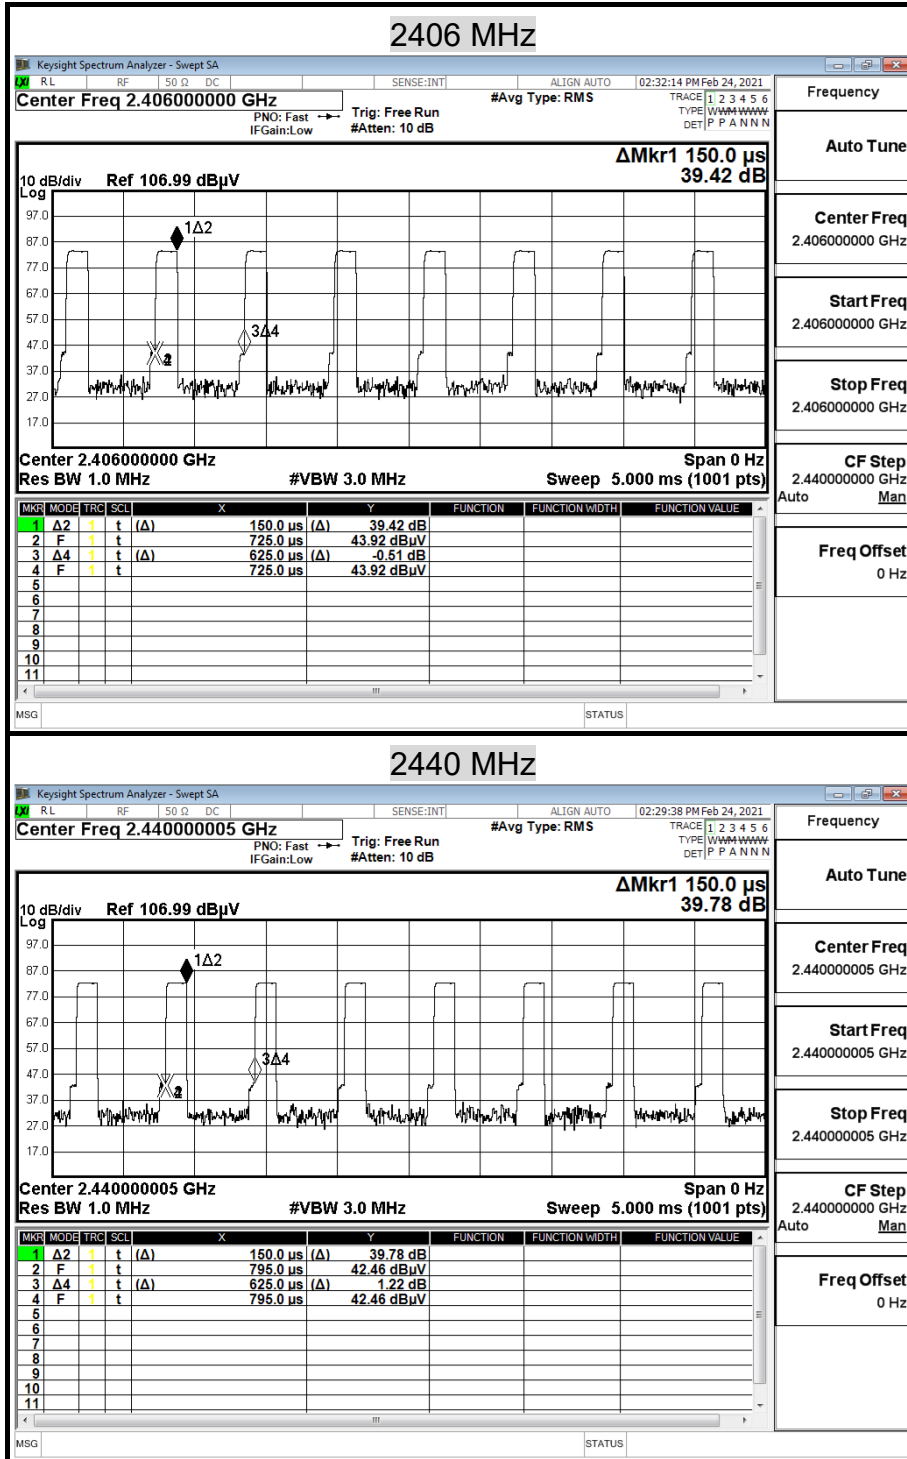 2406 MHz
Keysight Spectrum Analyzer - Swept SA
LXI RL RF 50 Ω DC SENSE:INT ALIGN AUTO 02:32:14 PM Feb 24, 2021
Center Freq 2.406000000 GHz #Avg Type: RMS TRACE 1 2 3 4 5 6
PNO: Fast Trig: Free Run TYPE WWMWWWW
IFGain:Low #Atten: 10 dB DET P P A N N N
ΔMkr1 150.0 µs
10 dB/div Ref 106.99 dBµV 39.42 dB
Log
97.0
87.0
77.0
67.0
57.0
47.0
37.0
27.0
17.0
1Δ2
3Δ4
Center 2.406000000 GHz Span 0 Hz
Res BW 1.0 MHz #VBW 3.0 MHz Sweep 5.000 ms (1001 pts)
MKR MODE TRC SCL X Y FUNCTION FUNCTION WIDTH FUNCTION VALUE
1 Δ2 1 t (Δ) 150.0 µs (Δ) 39.42 dB
2 F 1 t 725.0 µs 43.92 dBµV
3 Δ4 1 t (Δ) 625.0 µs (Δ) -0.51 dB
4 F 1 t 725.0 µs 43.92 dBµV
5
6
7
8
9
10
11
MSG STATUS
Frequency
Auto Tune
Center Freq
2.406000000 GHz
Start Freq
2.406000000 GHz
Stop Freq
2.406000000 GHz
CF Step
2.440000000 GHz
Auto Man
Freq Offset
0 Hz
2440 MHz
Keysight Spectrum Analyzer - Swept SA
LXI RL RF 50 Ω DC SENSE:INT ALIGN AUTO 02:29:38 PM Feb 24, 2021
Center Freq 2.440000005 GHz #Avg Type: RMS TRACE 1 2 3 4 5 6
PNO: Fast Trig: Free Run TYPE WWMWWWW
IFGain:Low #Atten: 10 dB DET P P A N N N
ΔMkr1 150.0 µs
10 dB/div Ref 106.99 dBµV 39.78 dB
Log
97.0
87.0
77.0
67.0
57.0
47.0
37.0
27.0
17.0
1Δ2
3Δ4
Center 2.440000005 GHz Span 0 Hz
Res BW 1.0 MHz #VBW 3.0 MHz Sweep 5.000 ms (1001 pts)
MKR MODE TRC SCL X Y FUNCTION FUNCTION WIDTH FUNCTION VALUE
1 Δ2 1 t (Δ) 150.0 µs (Δ) 39.78 dB
2 F 1 t 795.0 µs 42.46 dBµV
3 Δ4 1 t (Δ) 625.0 µs (Δ) 1.22 dB
4 F 1 t 795.0 µs 42.46 dBµV
5
6
7
8
9
10
11
MSG STATUS
Frequency
Auto Tune
Center Freq
2.440000005 GHz
Start Freq
2.440000005 GHz
Stop Freq
2.440000005 GHz
CF Step
2.440000000 GHz
Auto Man
Freq Offset
0 Hz